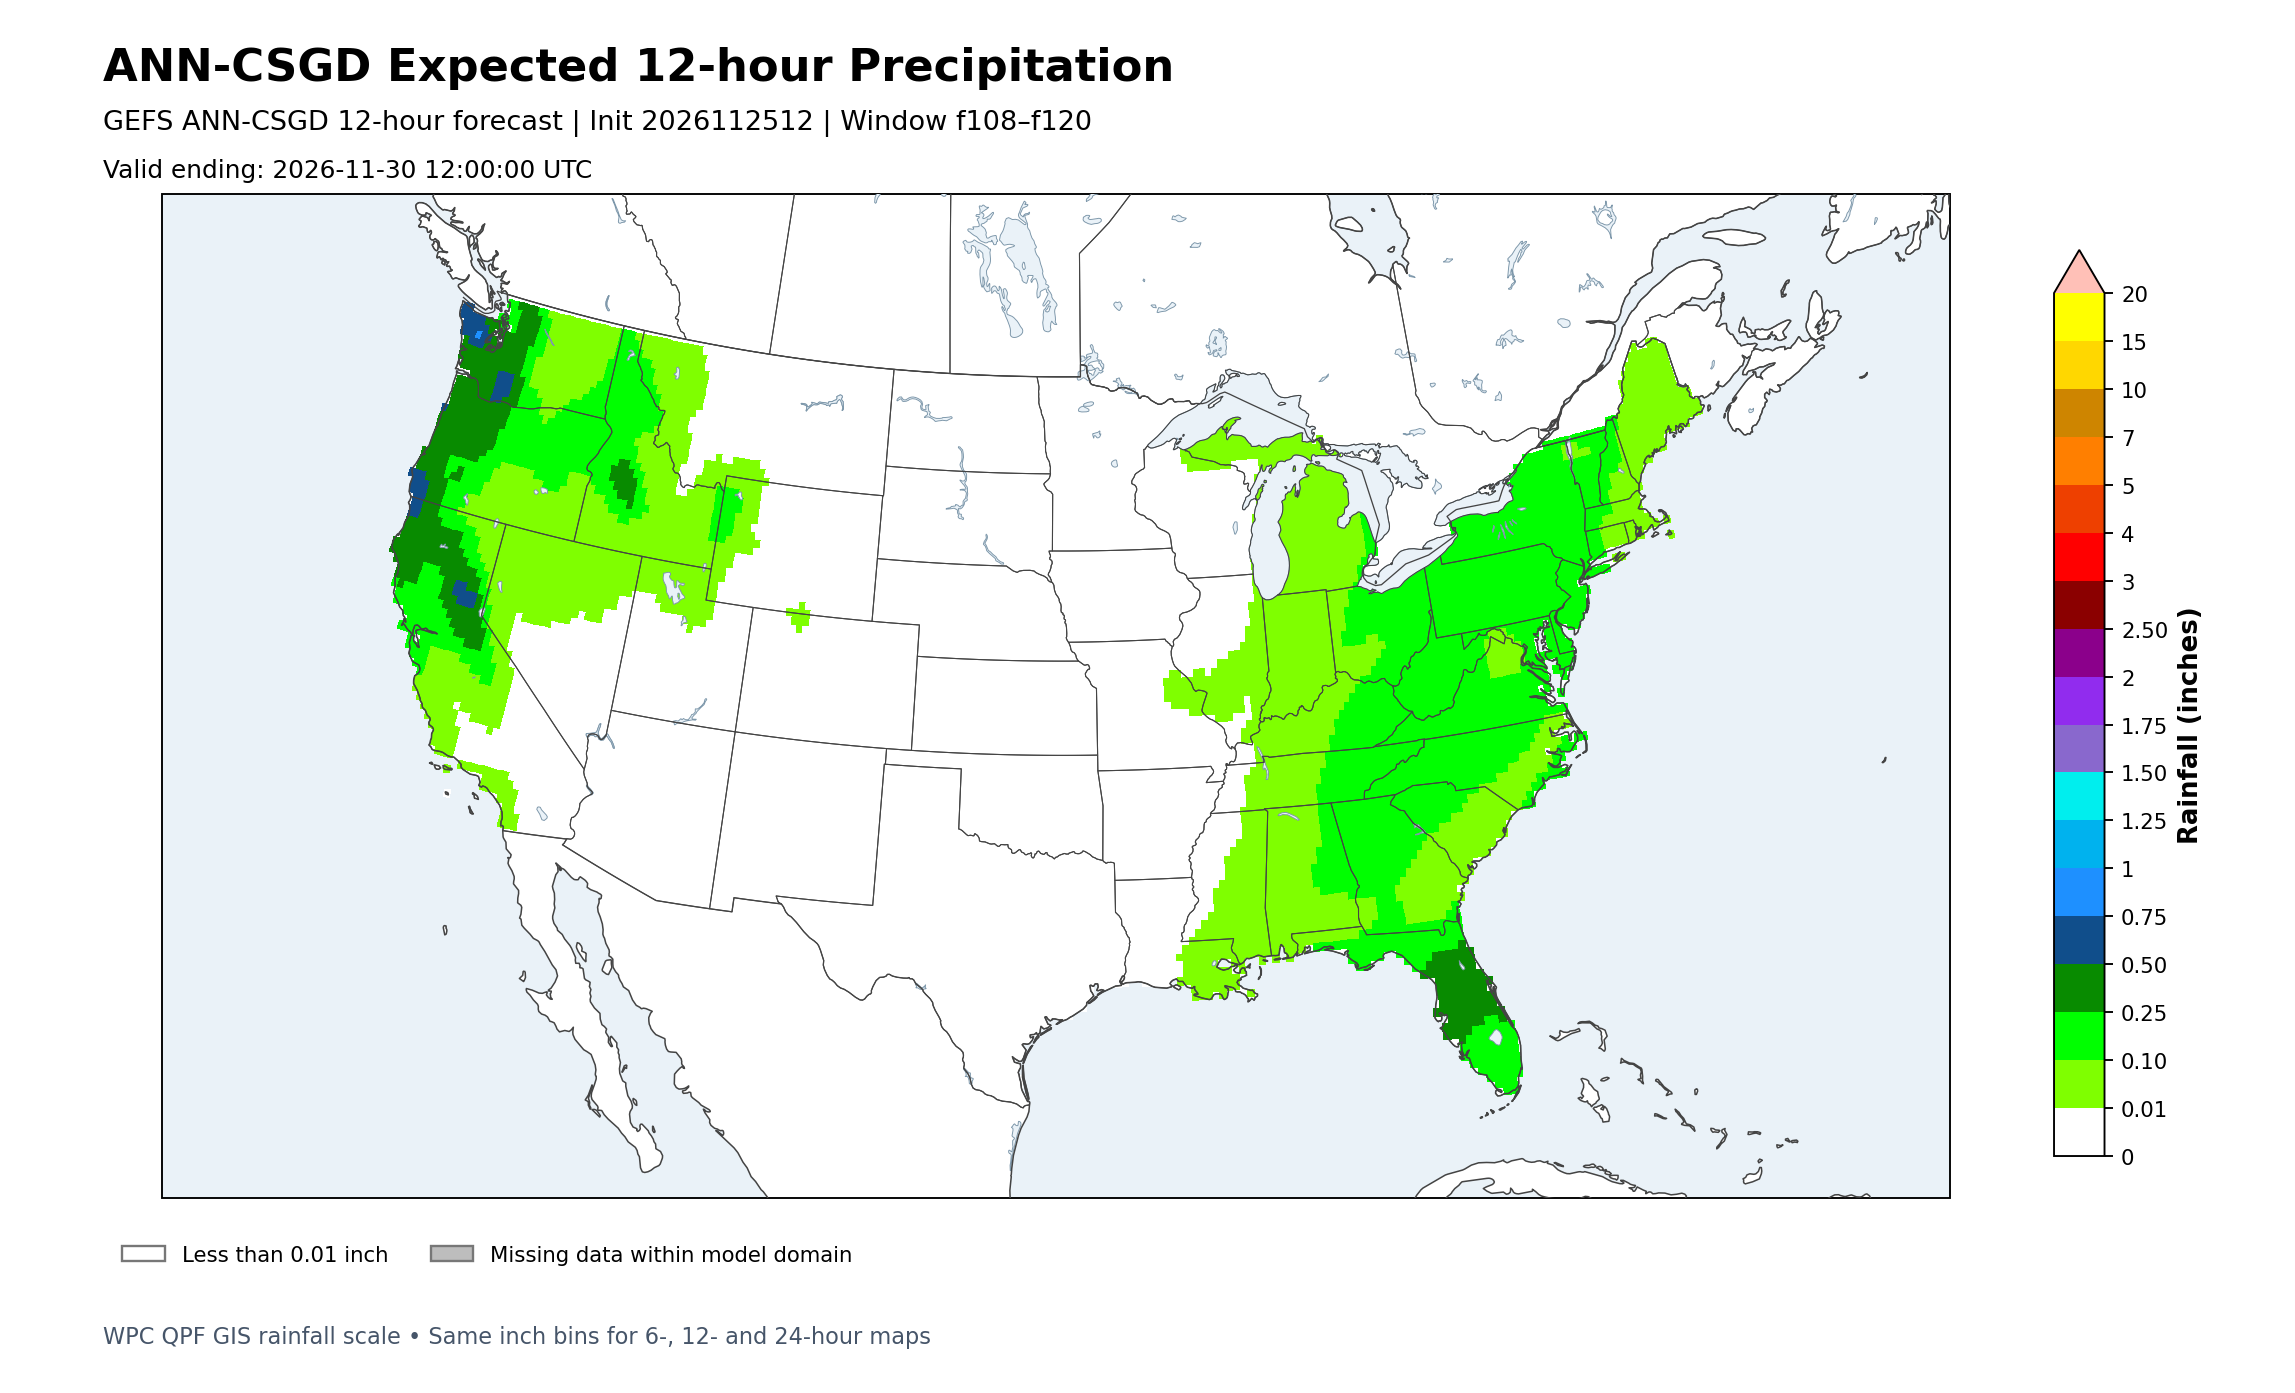 ANN-CSGD Expected 12-hour Precipitation
GEFS ANN-CSGD 12-hour forecast | Init 2026112512 | Window f108–f120
Valid ending: 2026-11-30 12:00:00 UTC
20
15
10
7
5
4
3
2.50
2
1.75
1.50
1.25
1
0.75
0.50
0.25
0.10
0.01
0
Rainfall (inches)
Less than 0.01 inch
Missing data within model domain
WPC QPF GIS rainfall scale • Same inch bins for 6-, 12- and 24-hour maps